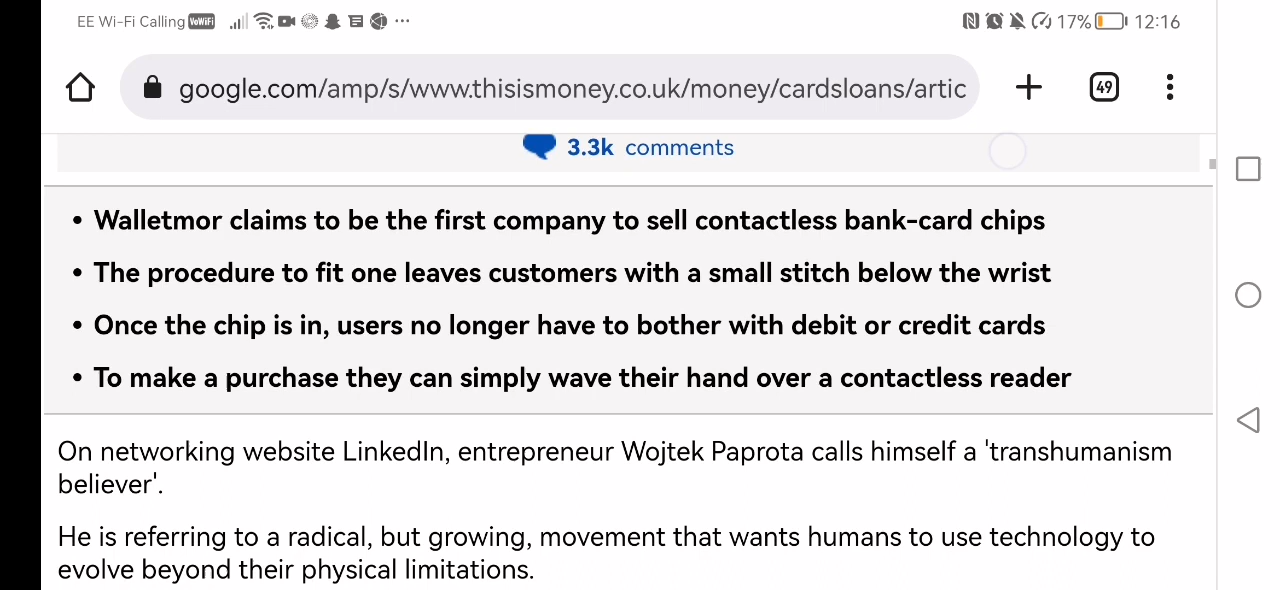 EE Wi-Fi Calling VoWiFi 17% 12:16
google.com/amp/s/www.thisismoney.co.uk/money/cardsloans/artic 49
3.3k comments
• Walletmor claims to be the first company to sell contactless bank-card chips
• The procedure to fit one leaves customers with a small stitch below the wrist
• Once the chip is in, users no longer have to bother with debit or credit cards
• To make a purchase they can simply wave their hand over a contactless reader
On networking website LinkedIn, entrepreneur Wojtek Paprota calls himself a 'transhumanism
believer'.
He is referring to a radical, but growing, movement that wants humans to use technology to
evolve beyond their physical limitations.